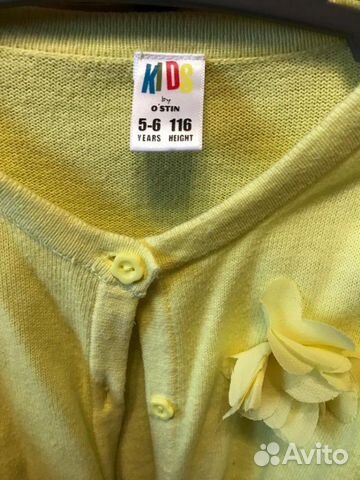 KIDS
by
O'STIN
5-6 116
YEARS HEIGHT
Avito